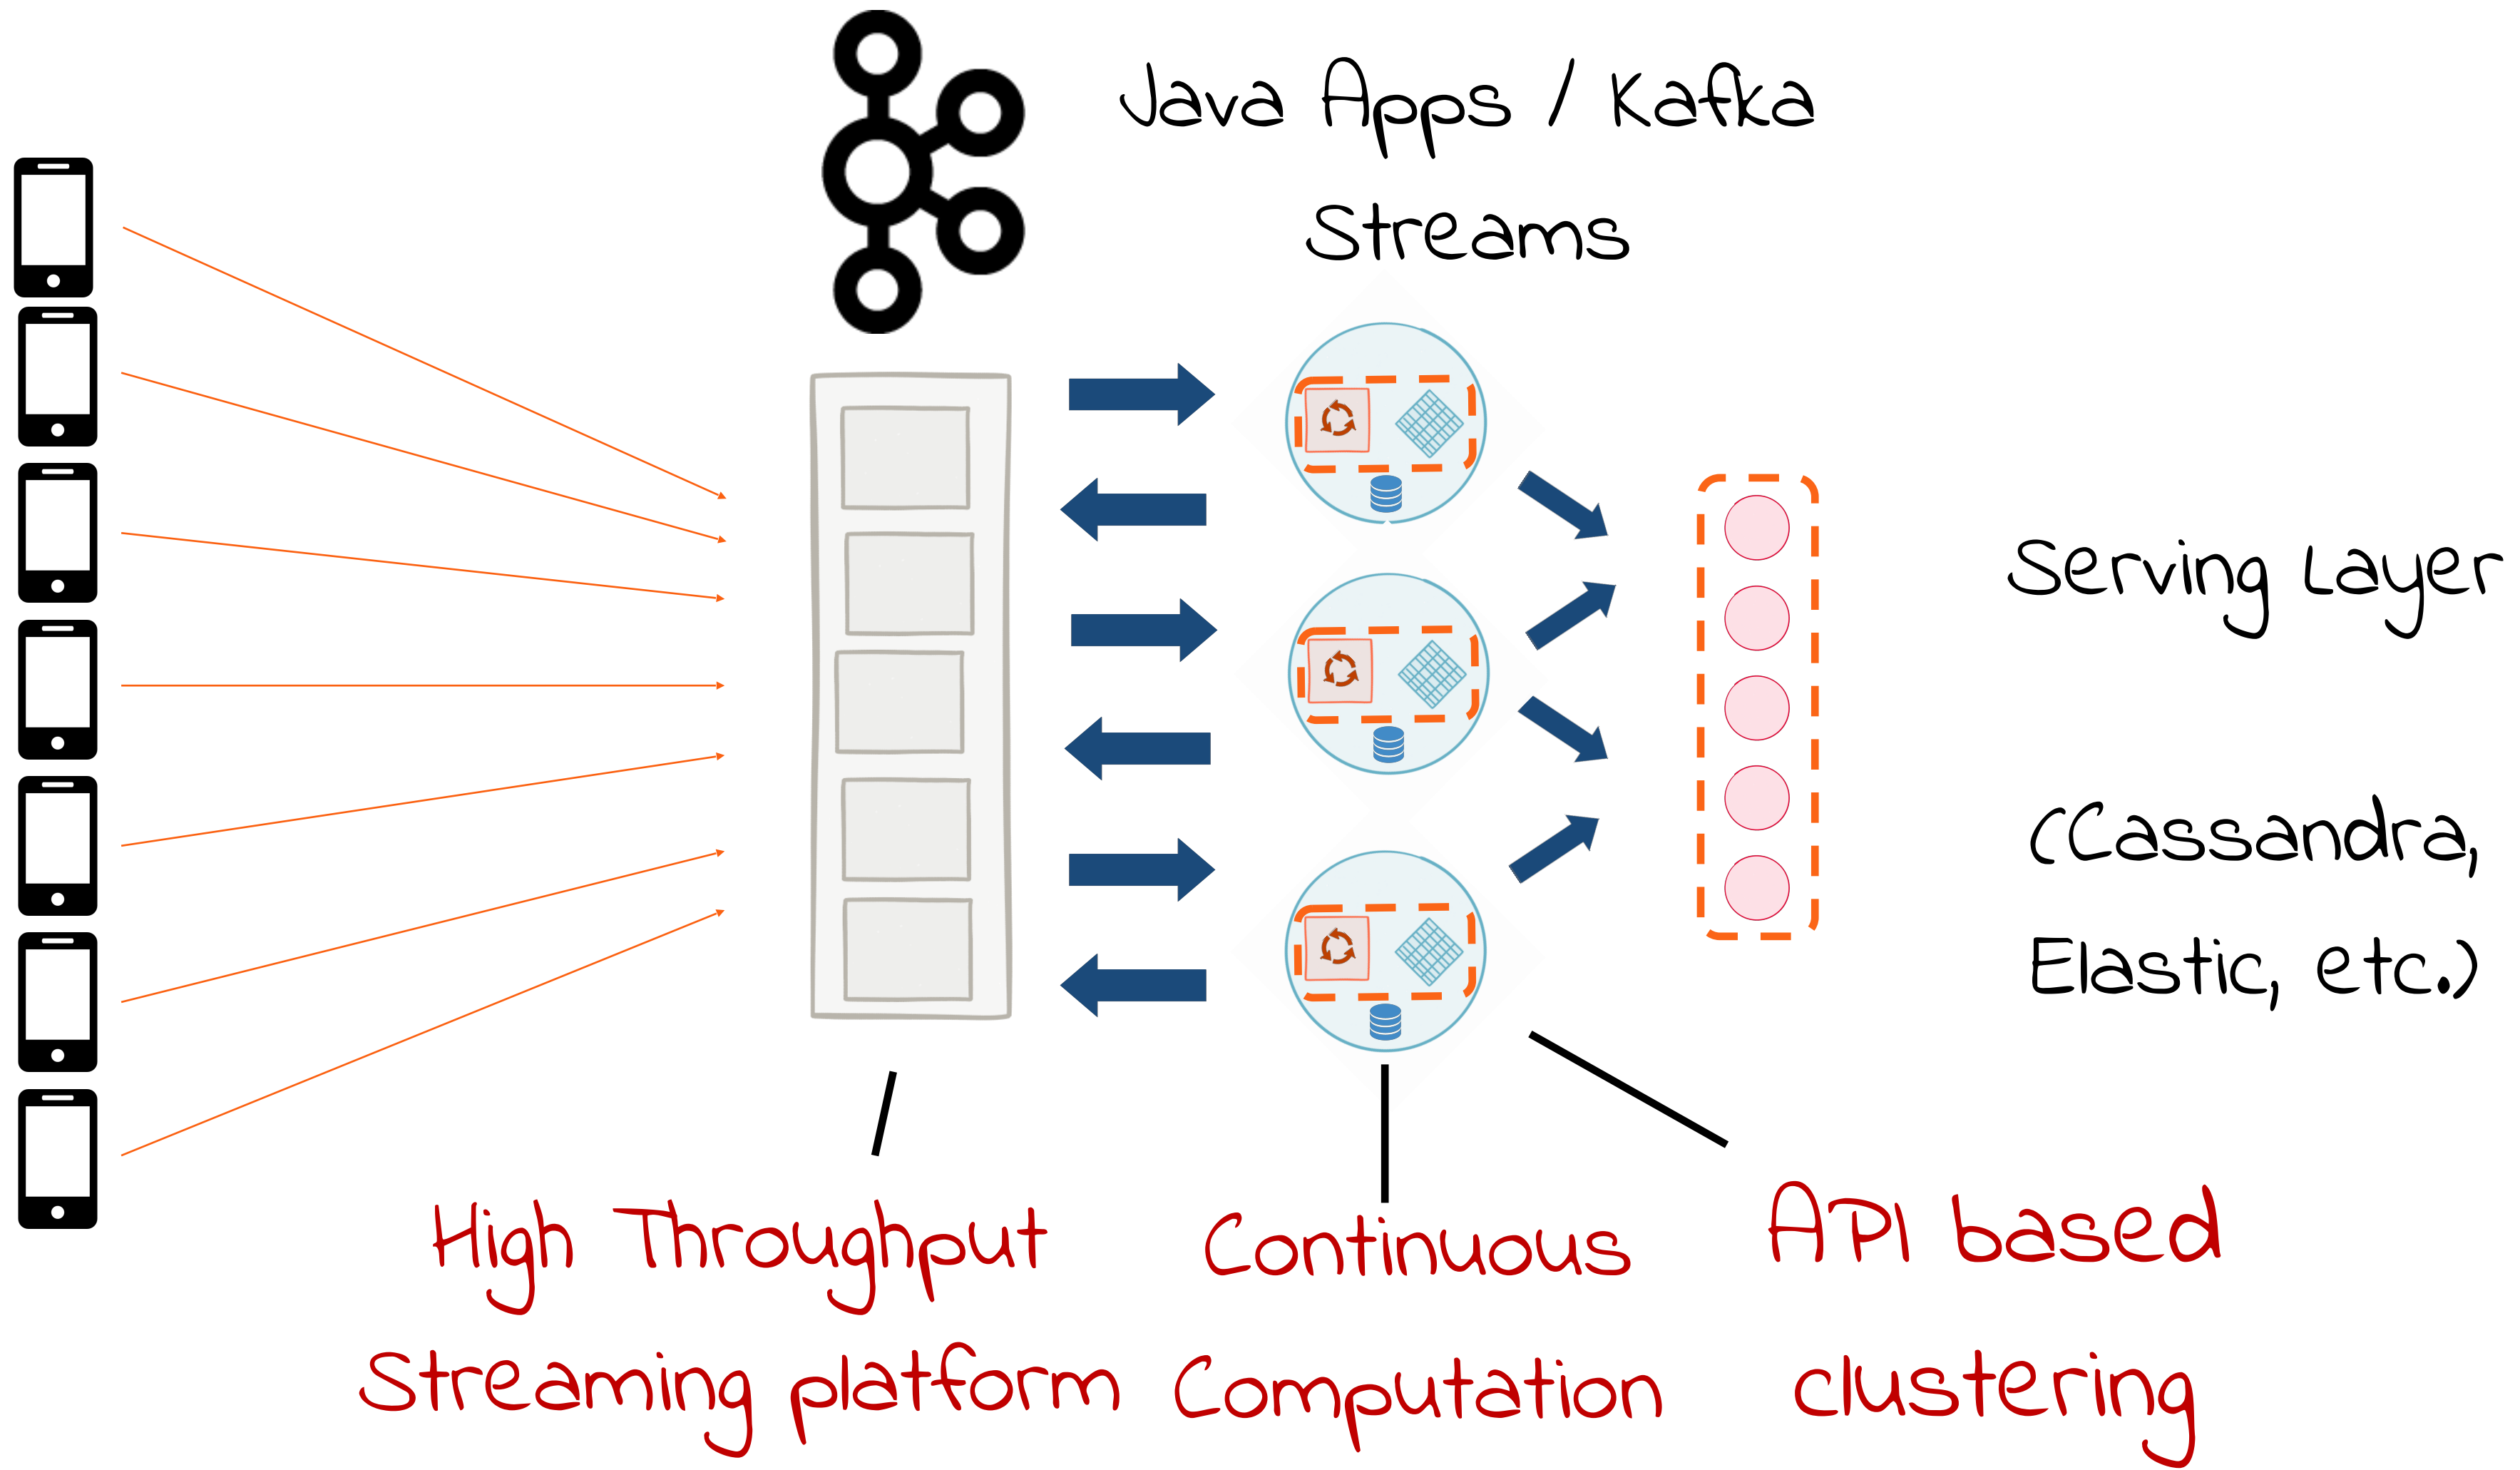 Java Apps / Kafka
Streams
Serving Layer
(Cassandra,
Elastic, etc.)
High Throughput
Streaming platform
Continuous
Computation
API based
clustering